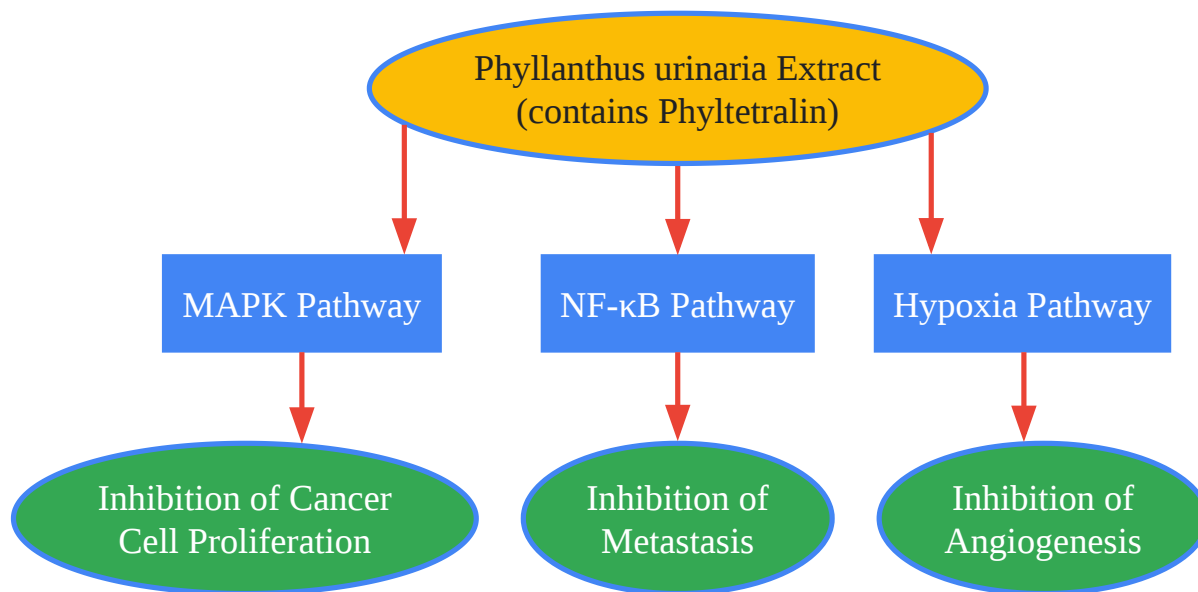 Phyllanthus urinaria Extract
(contains Phyltetralin)
MAPK Pathway
NF-κB Pathway
Hypoxia Pathway
Inhibition of Cancer
Cell Proliferation
Inhibition of
Metastasis
Inhibition of
Angiogenesis